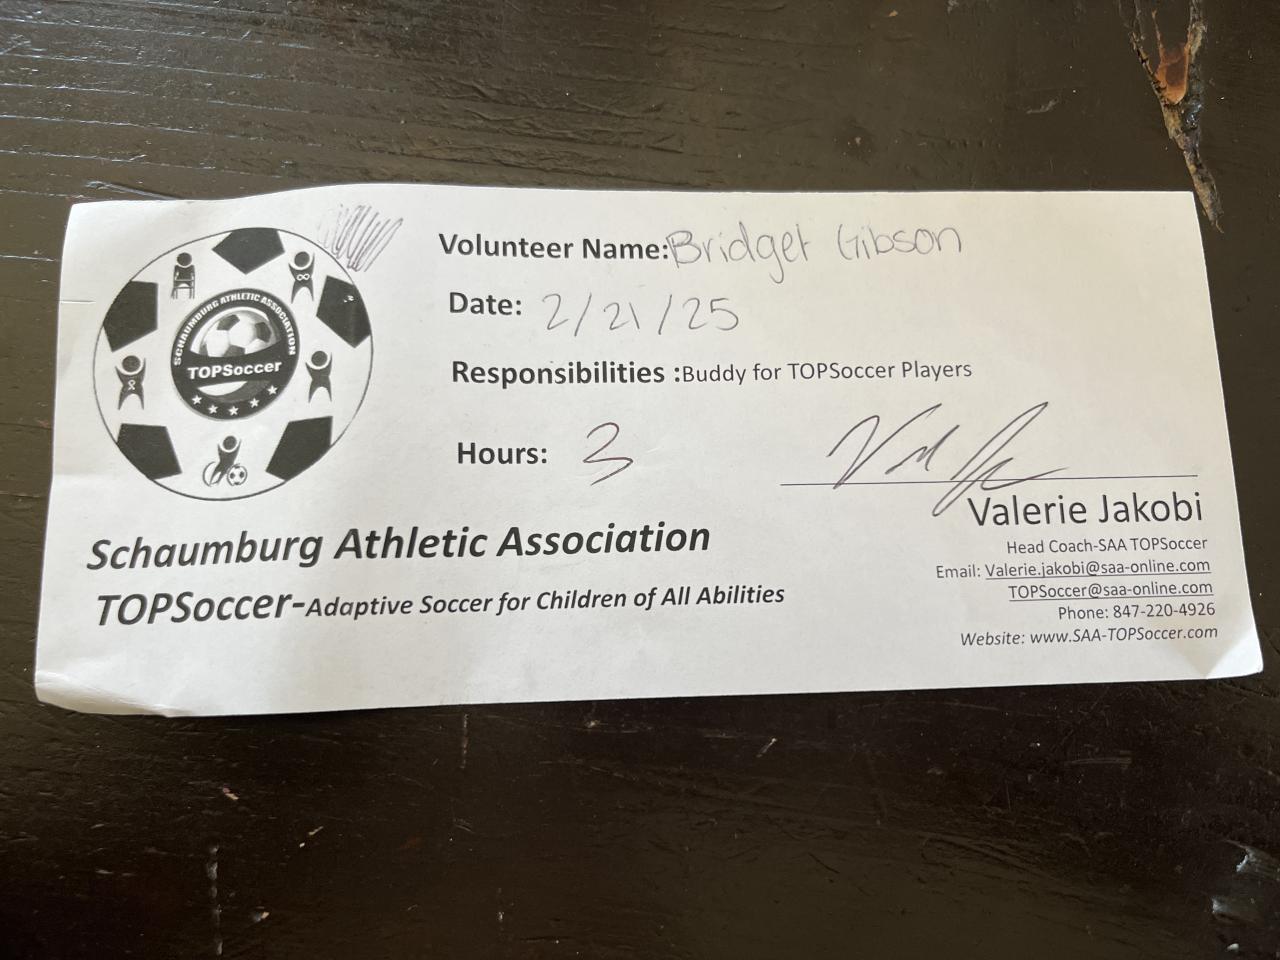 SCHAUMBURG ATHLETIC ASSOCIATION
TOPSoccer
Volunteer Name: Bridget Gibson
Date: 2/21/25
Responsibilities :Buddy for TOPSoccer Players
Hours: 3
Valerie Jakobi
Head Coach-SAA TOPSoccer
Email: Valerie.jakobi@saa-online.com
TOPSoccer@saa-online.com
Phone: 847-220-4926
Website: www.SAA-TOPSoccer.com
Schaumburg Athletic Association
TOPSoccer-Adaptive Soccer for Children of All Abilities